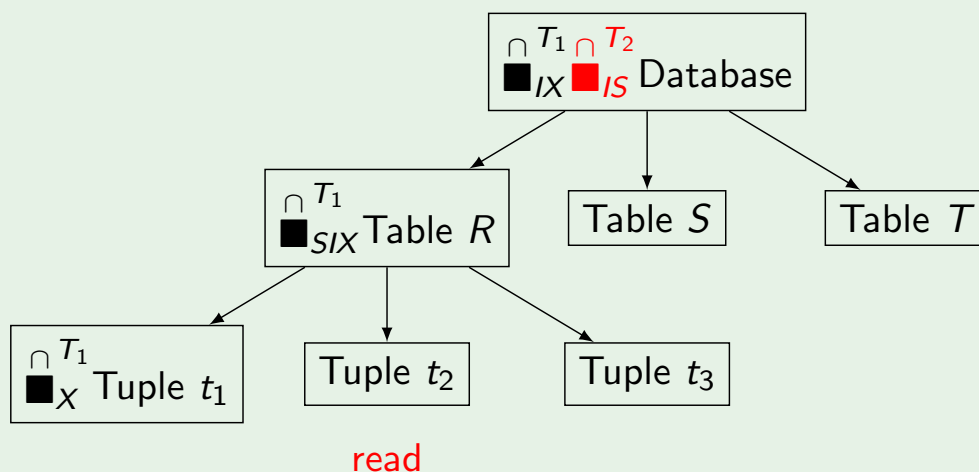 T1 T2
IX IS Database
T1
SIX Table R
Table S
Table T
T1
X Tuple t1
Tuple t2
Tuple t3
read